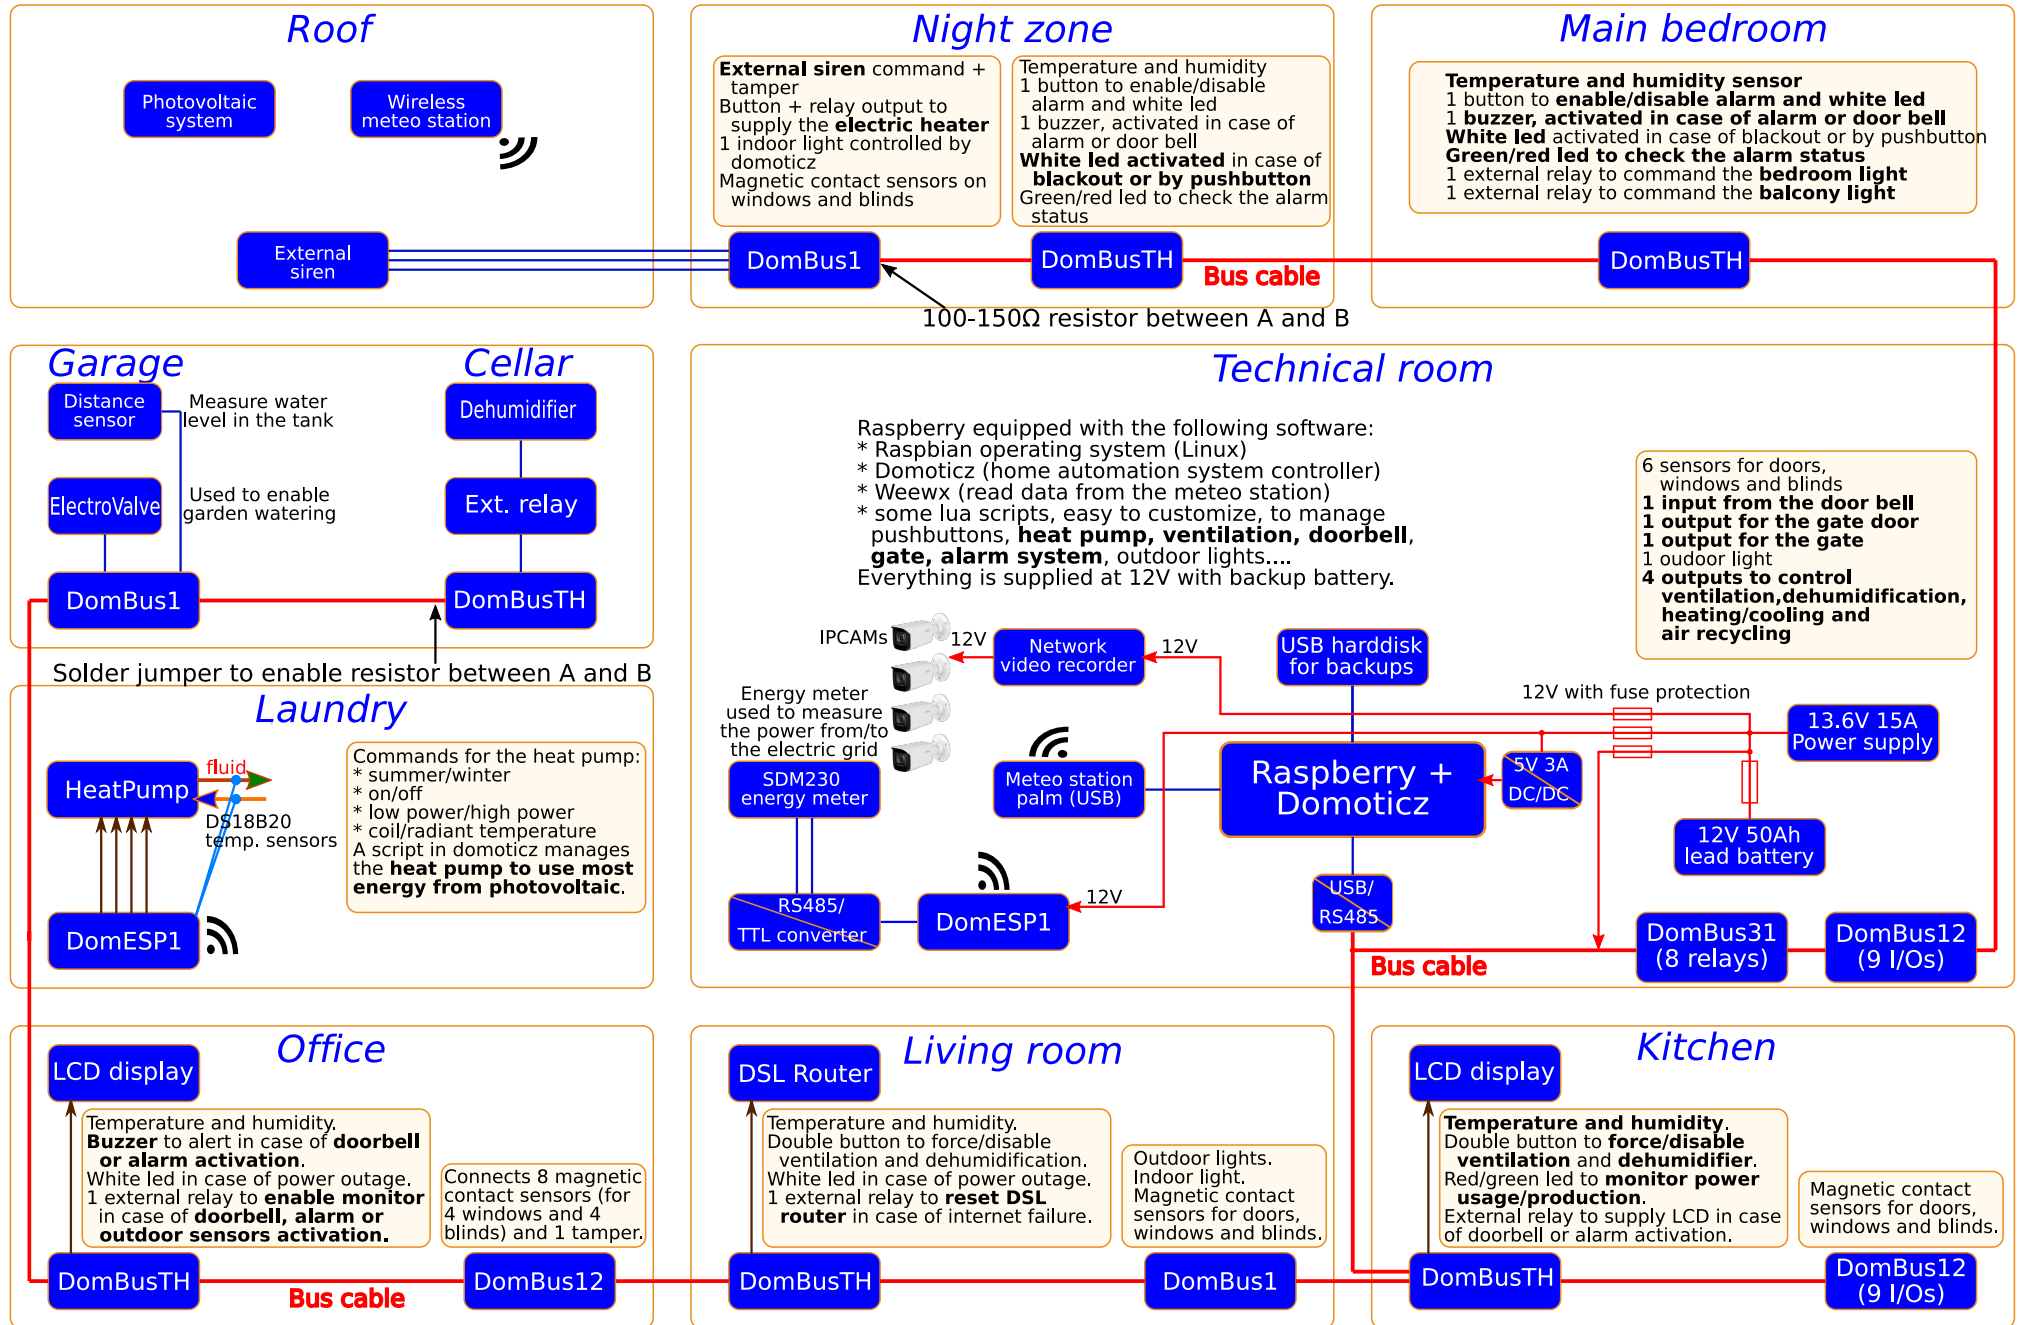 Roof
Photovoltaic
system
Wireless
meteo station
External
siren
Night zone
External siren command +
tamper
Button + relay output to
supply the electric heater
1 indoor light controlled by
domoticz
Magnetic contact sensors on
windows and blinds
Temperature and humidity
1 button to enable/disable
alarm and white led
1 buzzer, activated in case of
alarm or door bell
White led activated in case of
blackout or by pushbutton
Green/red led to check the alarm
status
DomBus1
DomBusTH
Bus cable
100-150Ω resistor between A and B
Main bedroom
Temperature and humidity sensor
1 button to enable/disable alarm and white led
1 buzzer, activated in case of alarm or door bell
White led activated in case of blackout or by pushbutton
Green/red led to check the alarm status
1 external relay to command the bedroom light
1 external relay to command the balcony light
DomBusTH
Garage
Cellar
Distance
sensor
Measure water
level in the tank
Dehumidifier
ElectroValve
Used to enable
garden watering
Ext. relay
DomBus1
DomBusTH
Solder jumper to enable resistor between A and B
Technical room
Raspberry equipped with the following software:
* Raspbian operating system (Linux)
* Domoticz (home automation system controller)
* Weewx (read data from the meteo station)
* some lua scripts, easy to customize, to manage
pushbuttons, heat pump, ventilation, doorbell,
gate, alarm system, outdoor lights....
Everything is supplied at 12V with backup battery.
6 sensors for doors,
windows and blinds
1 input from the door bell
1 output for the gate door
1 output for the gate
1 oudoor light
4 outputs to control
ventilation,dehumidification,
heating/cooling and
air recycling
IPCAMs
12V
Network
video recorder
12V
USB harddisk
for backups
Energy meter
used to measure
the power from/to
the electric grid
12V with fuse protection
13.6V 15A
Power supply
SDM230
energy meter
Meteo station
palm (USB)
Raspberry +
Domoticz
5V 3A
DC/DC
12V 50Ah
lead battery
RS485/
TTL converter
DomESP1
12V
USB/
RS485
Bus cable
DomBus31
(8 relays)
DomBus12
(9 I/Os)
Laundry
HeatPump
fluid
DS18B20
temp. sensors
Commands for the heat pump:
* summer/winter
* on/off
* low power/high power
* coil/radiant temperature
A script in domoticz manages
the heat pump to use most
energy from photovoltaic.
DomESP1
Office
LCD display
Temperature and humidity.
Buzzer to alert in case of doorbell
or alarm activation.
White led in case of power outage.
1 external relay to enable monitor
in case of doorbell, alarm or
outdoor sensors activation.
Connects 8 magnetic
contact sensors (for
4 windows and 4
blinds) and 1 tamper.
DomBusTH
Bus cable
DomBus12
Living room
DSL Router
Temperature and humidity.
Double button to force/disable
ventilation and dehumidification.
White led in case of power outage.
1 external relay to reset DSL
router in case of internet failure.
Outdoor lights.
Indoor light.
Magnetic contact
sensors for doors,
windows and blinds.
DomBusTH
DomBus1
Kitchen
LCD display
Temperature and humidity.
Double button to force/disable
ventilation and dehumidifier.
Red/green led to monitor power
usage/production.
External relay to supply LCD in case
of doorbell or alarm activation.
Magnetic contact
sensors for doors,
windows and blinds.
DomBusTH
DomBus12
(9 I/Os)